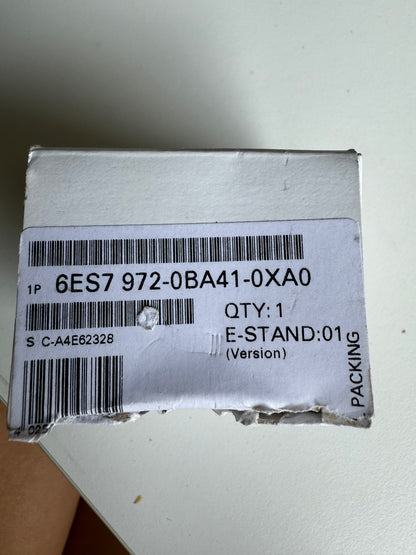 1P 6ES7 972-0BA41-0XA0
S C-A4E62328
QTY: 1
E-STAND:01
(Version)
PACKING